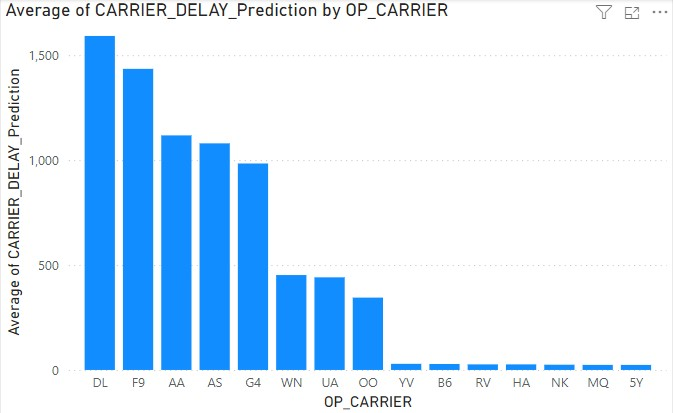 Average of CARRIER_DELAY_Prediction by OP_CARRIER
Average of CARRIER_DELAY_Prediction
1,500
1,000
500
0
DL F9 AA AS G4 WN UA OO YV B6 RV HA NK MQ 5Y
OP_CARRIER